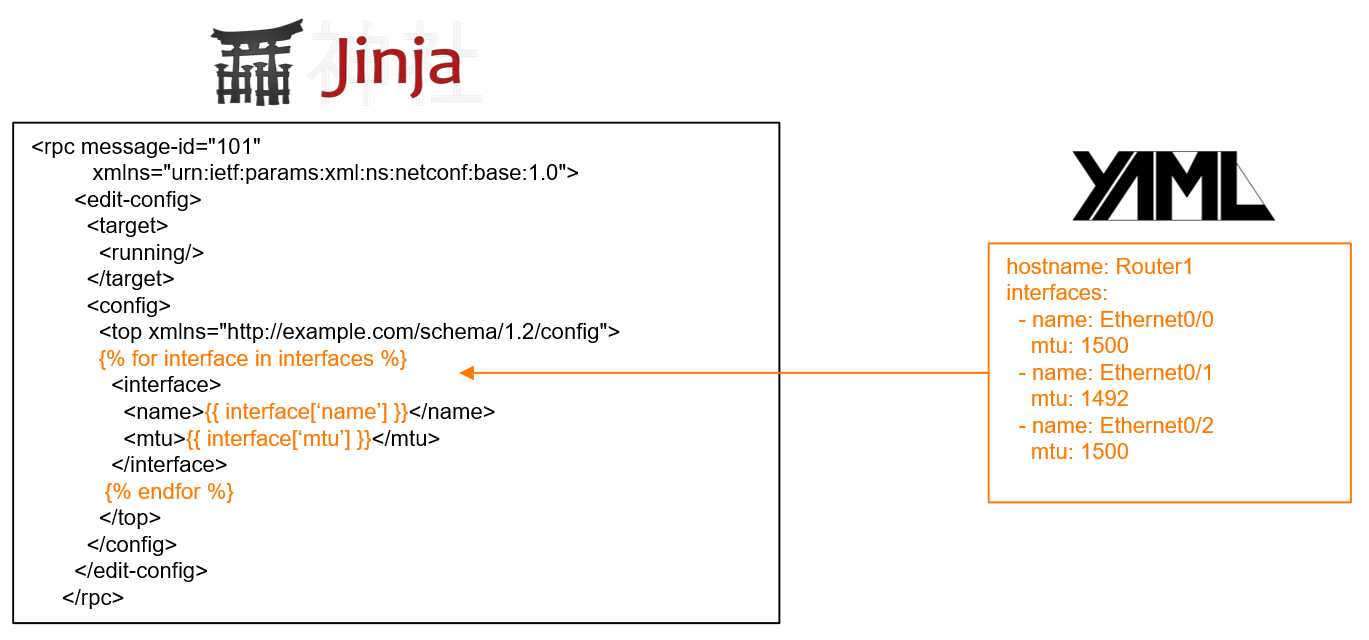 神社
Jinja
<rpc message-id="101"
xmlns="urn:ietf:params:xml:ns:netconf:base:1.0">
<edit-config>
<target>
<running/>
</target>
<config>
<top xmlns="http://example.com/schema/1.2/config">
{% for interface in interfaces %}
<interface>
<name>{{ interface[‘name’] }}</name>
<mtu>{{ interface[‘mtu’] }}</mtu>
</interface>
{% endfor %}
</top>
</config>
</edit-config>
</rpc>
YAML
hostname: Router1
interfaces:
- name: Ethernet0/0
mtu: 1500
- name: Ethernet0/1
mtu: 1492
- name: Ethernet0/2
mtu: 1500